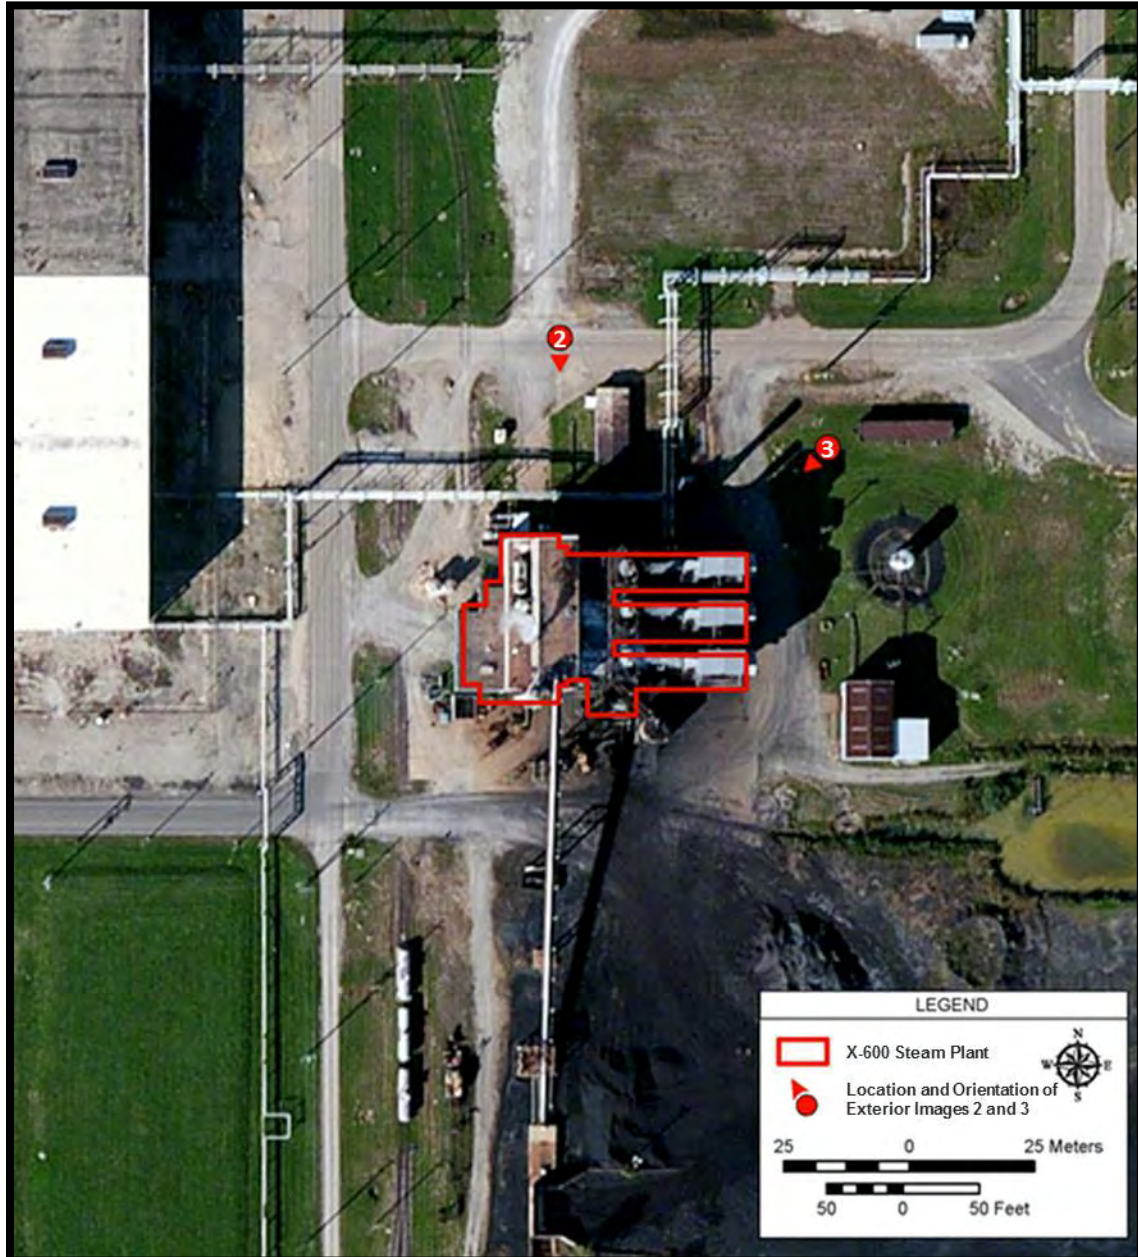 2
3
LEGEND
X-600 Steam Plant
N
W E
S
Location and Orientation of
Exterior Images 2 and 3
25 0 25 Meters
50 0 50 Feet